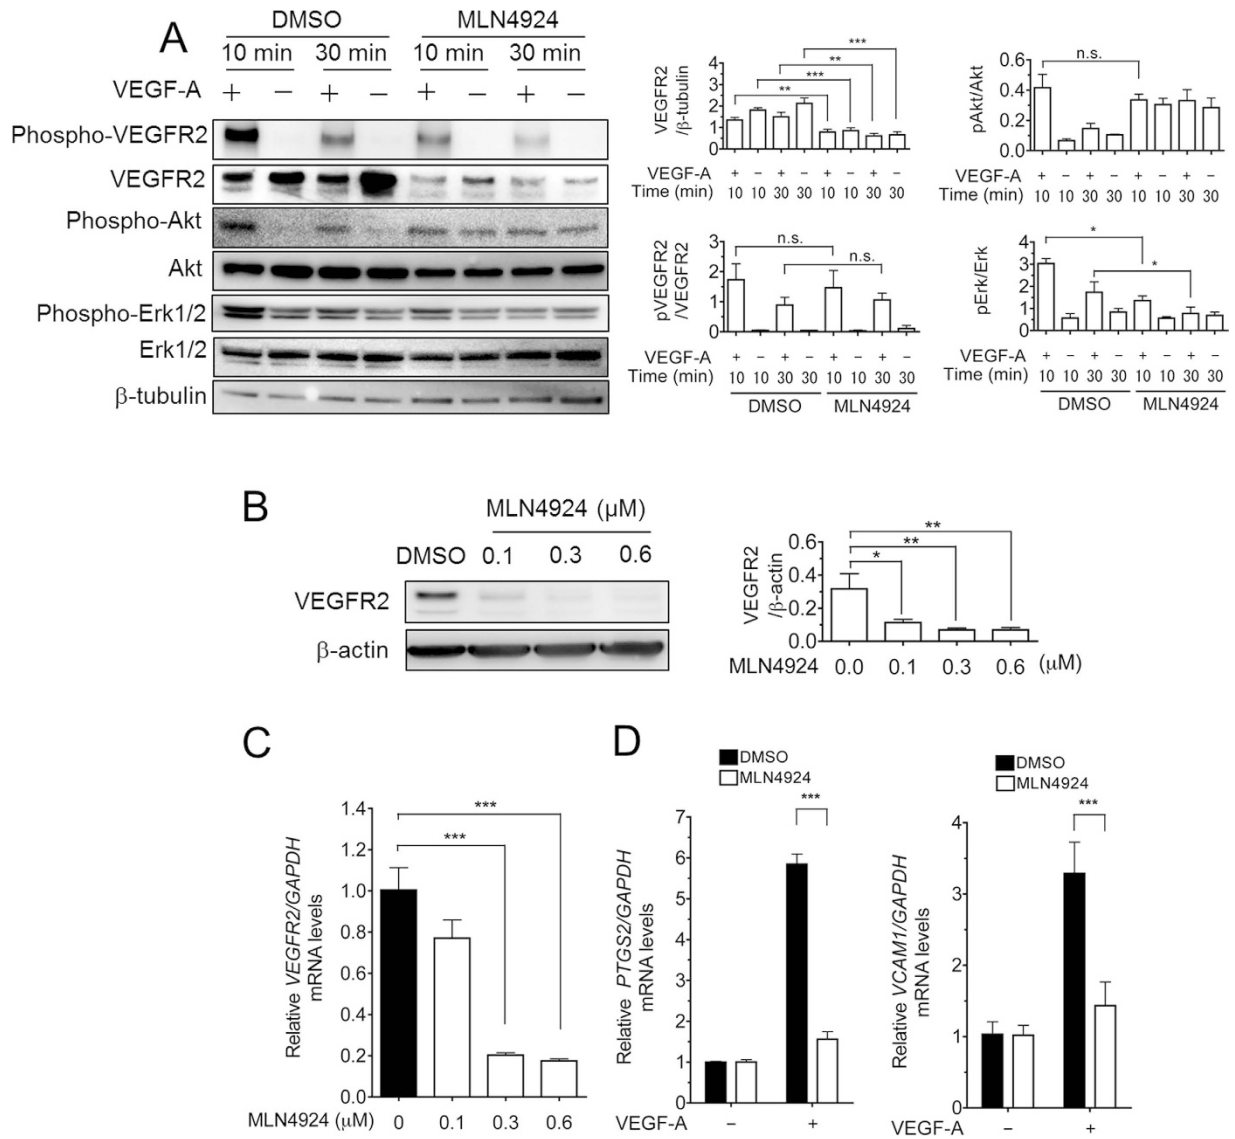 A
DMSO MLN4924
10 min 30 min 10 min 30 min
VEGF-A + − + − + − + −
Phospho-VEGFR2
VEGFR2
Phospho-Akt
Akt
Phospho-Erk1/2
Erk1/2
β-tubulin
VEGFR2
/β-tubulin
4
3
2
1
0
***
**
***
**
VEGF-A + − + − + − + −
Time (min) 10 10 30 30 10 10 30 30
pAkt/Akt
0.6
0.4
0.2
0.0
n.s.
VEGF-A + − + − + − + −
Time (min) 10 10 30 30 10 10 30 30
pVEGFR2
/VEGFR2
3
2
1
0
n.s.
n.s.
VEGF-A + − + − + − + −
Time (min) 10 10 30 30 10 10 30 30
DMSO MLN4924
pErk/Erk
4
3
2
1
0
*
*
VEGF-A + − + − + − + −
Time (min) 10 10 30 30 10 10 30 30
DMSO MLN4924
B
MLN4924 (μM)
DMSO 0.1 0.3 0.6
VEGFR2
β-actin
VEGFR2
/β-actin
0.6
0.4
0.2
0.0
**
**
*
MLN4924 0.0 0.1 0.3 0.6 (μM)
C
Relative VEGFR2/GAPDH
mRNA levels
1.4
1.2
1.0
0.8
0.6
0.4
0.2
0.0
***
***
MLN4924 (μM) 0 0.1 0.3 0.6
D
DMSO
MLN4924
Relative PTGS2/GAPDH
mRNA levels
7
6
5
4
3
2
1
0
***
VEGF-A − +
DMSO
MLN4924
Relative VCAM1/GAPDH
mRNA levels
4
3
2
1
0
***
VEGF-A − +